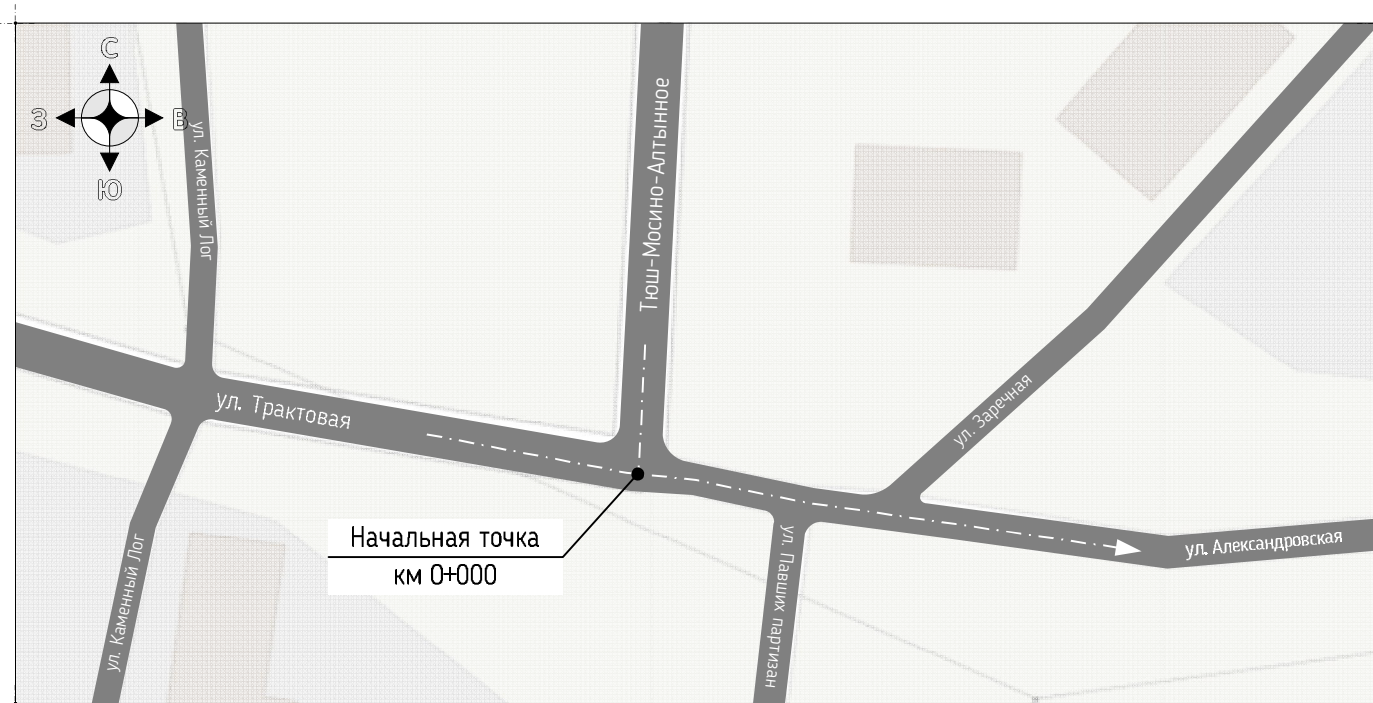 С
З
В
Ю
ул. Каменный Лог
Тюш-Мосино-Алтынное
ул. Трактовая
ул. Заречная
Начальная точка
км 0+000
ул. Павших партизан
ул. Александровская
ул. Каменный Лог